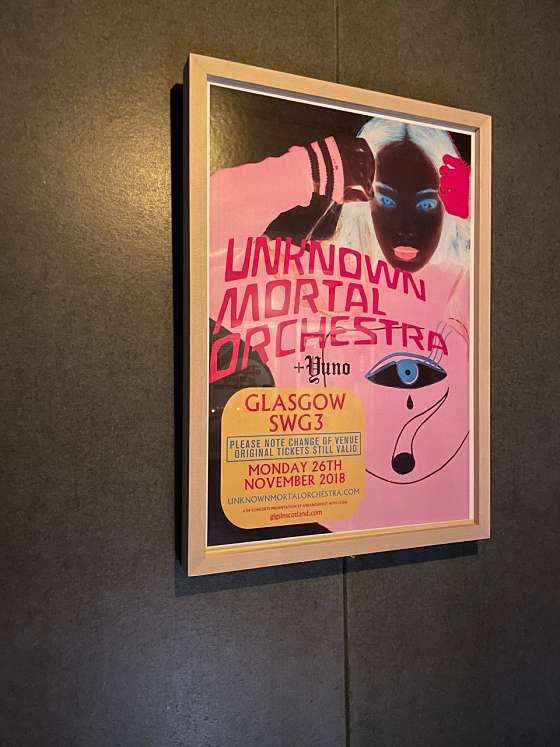 UNKNOWN
MORTAL
ORCHESTRA
+Yuno
GLASGOW
SWG3
PLEASE NOTE CHANGE OF VENUE
ORIGINAL TICKETS STILL VALID
MONDAY 26TH
NOVEMBER 2018
UNKNOWNMORTALORCHESTRA.COM
gigsinscotland.com